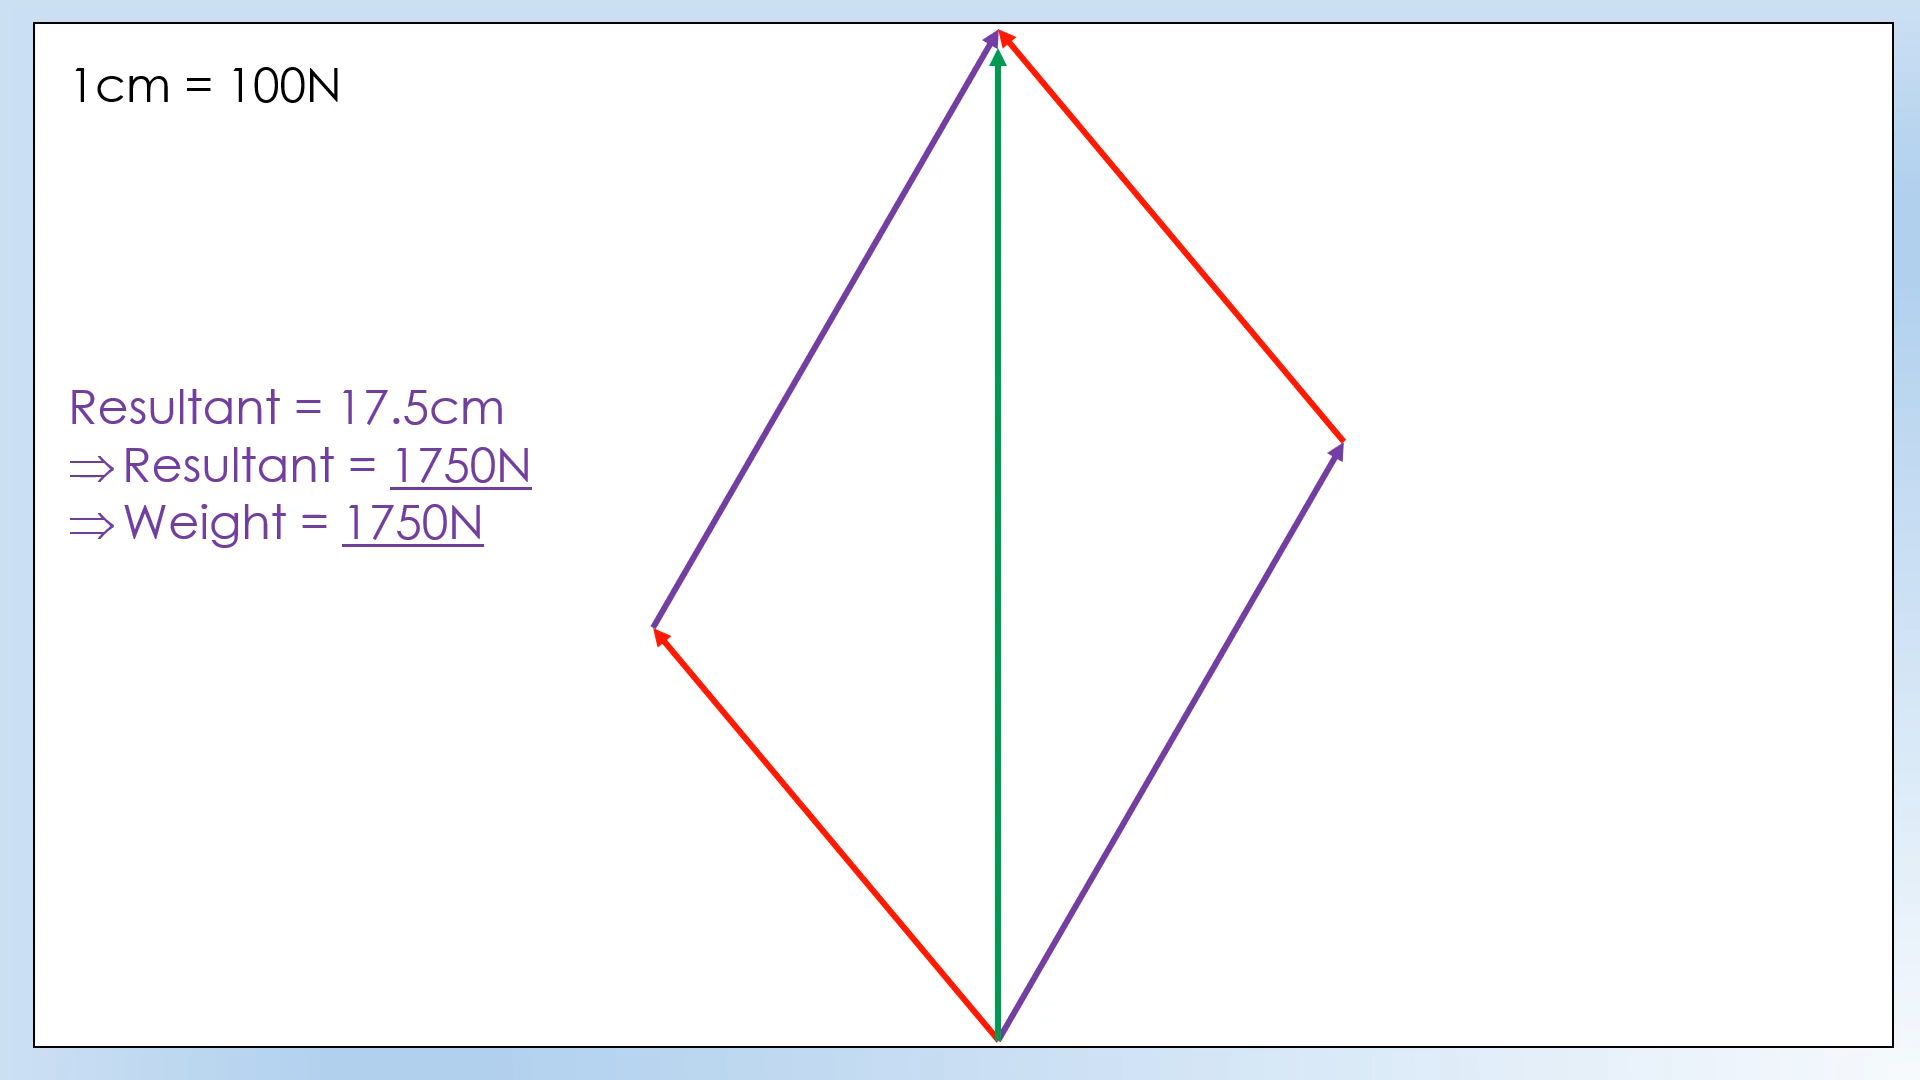 1cm = 100N
Resultant = 17.5cm
⇒Resultant = 1750N
⇒Weight = 1750N